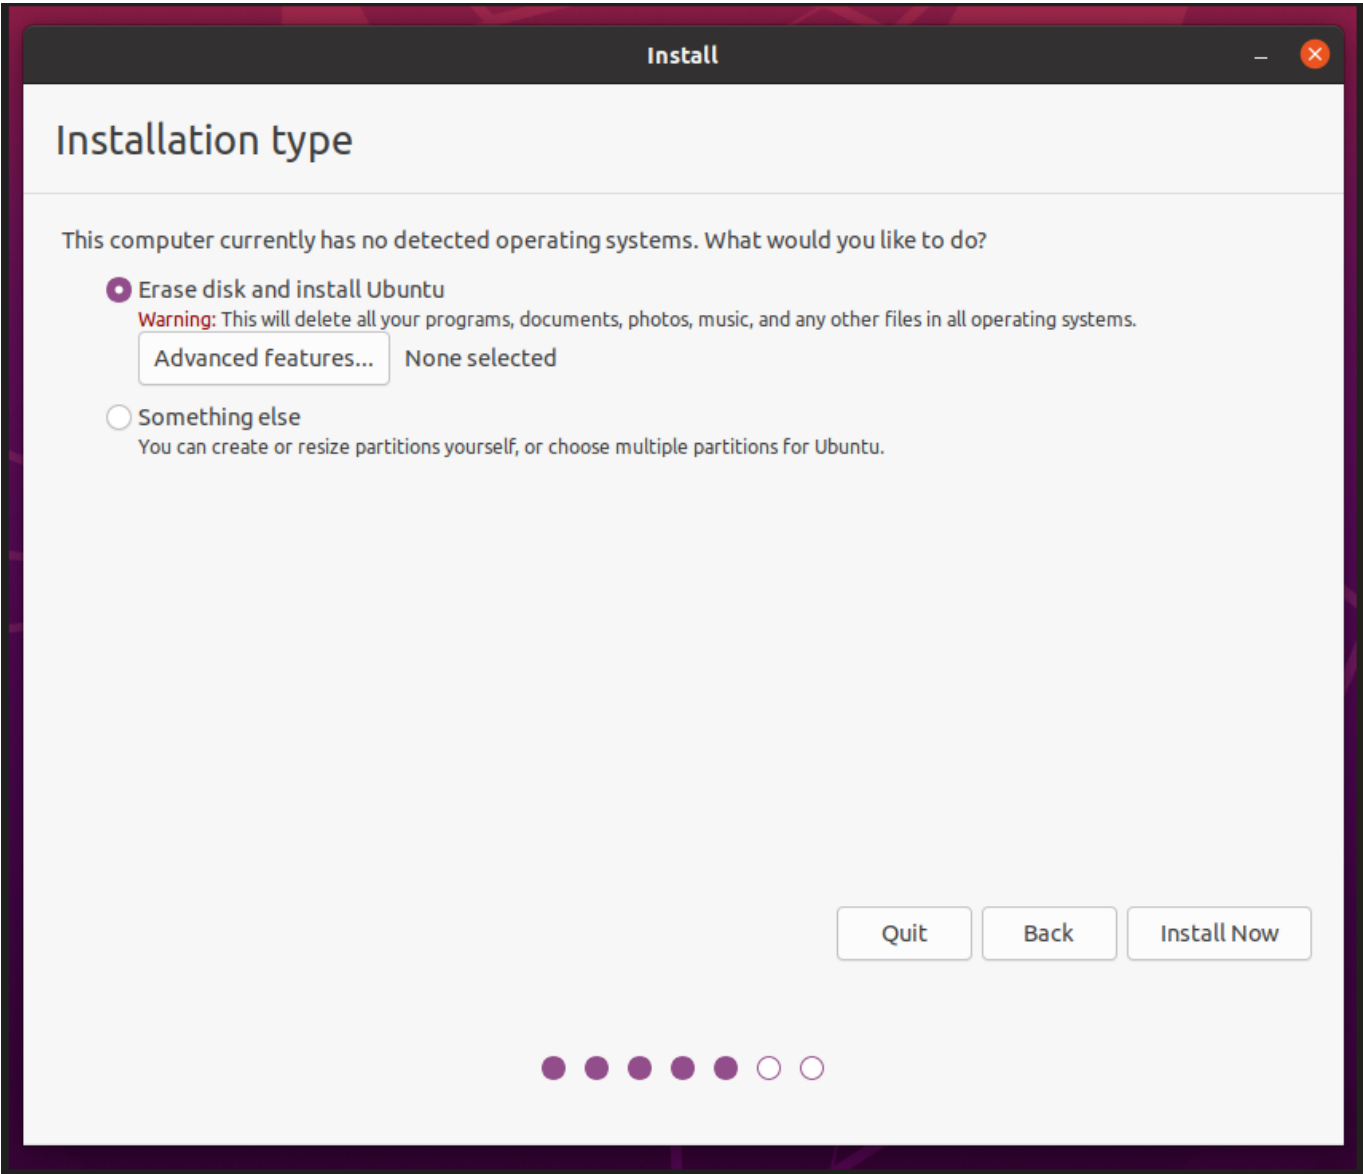 Install
Installation type
This computer currently has no detected operating systems. What would you like to do?
Erase disk and install Ubuntu
Warning: This will delete all your programs, documents, photos, music, and any other files in all operating systems.
Advanced features... None selected
Something else
You can create or resize partitions yourself, or choose multiple partitions for Ubuntu.
Quit Back Install Now